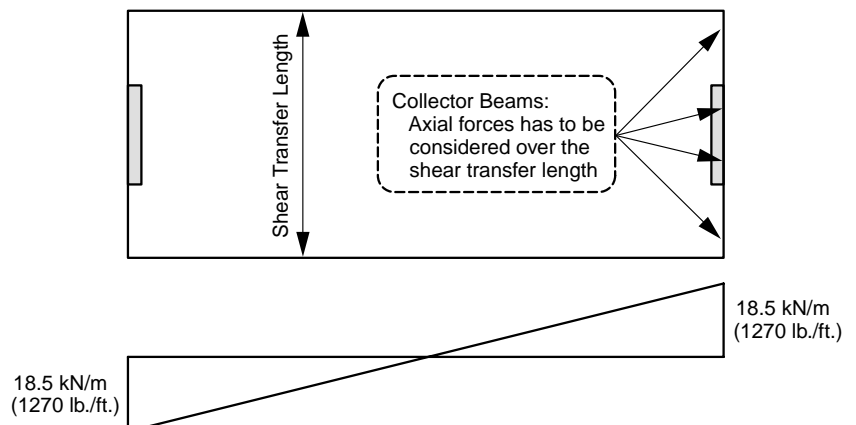 Shear Transfer Length
Collector Beams:
Axial forces has to be
considered over the
shear transfer length
18.5 kN/m
(1270 lb./ft.)
18.5 kN/m
(1270 lb./ft.)